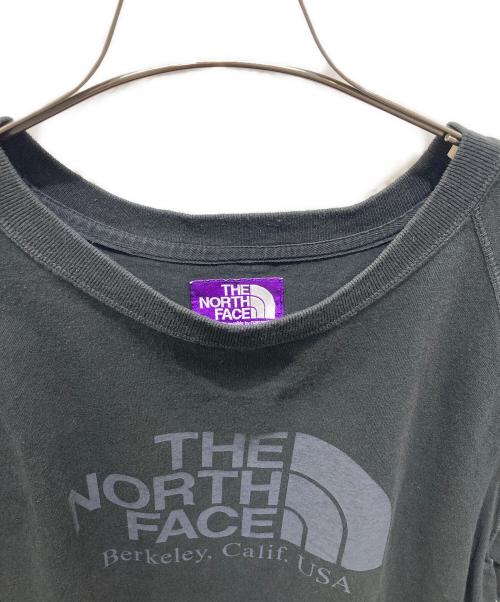 THE
NORTH
FACE
THE
NORTH
FACE
Berkeley, Calif. USA